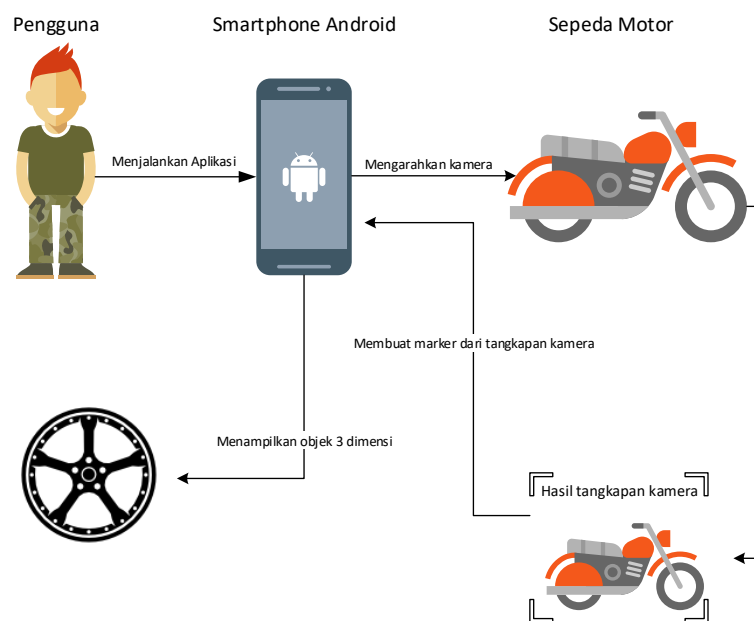 Pengguna
Smartphone Android
Sepeda Motor
Menjalankan Aplikasi
Mengarahkan kamera
Membuat marker dari tangkapan kamera
Menampilkan objek 3 dimensi
Hasil tangkapan kamera